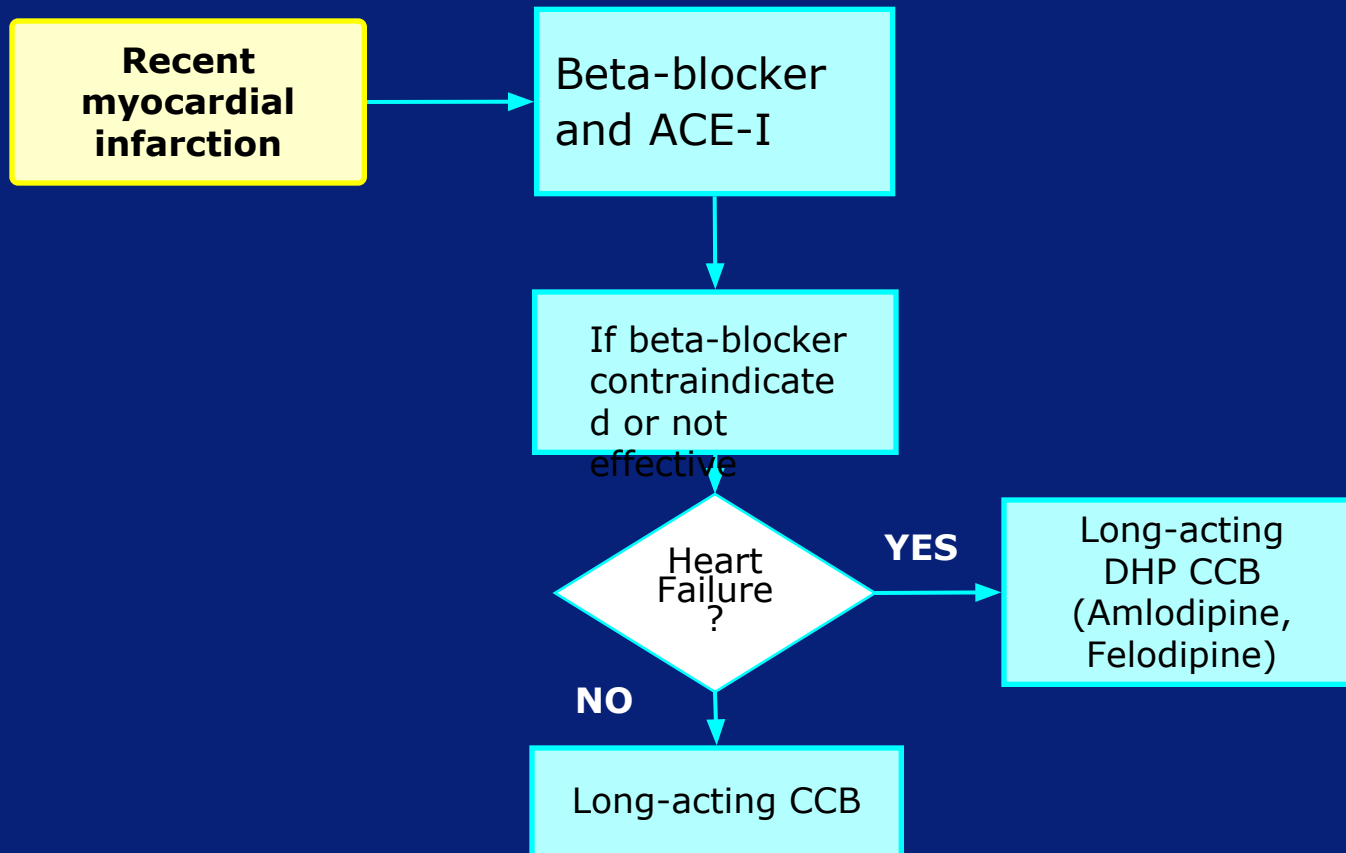 Recent
myocardial
infarction
Beta-blocker
and ACE-I
If beta-blocker
contraindicate
d or not
effective
Heart
Failure
?
YES
Long-acting
DHP CCB
(Amlodipine,
Felodipine)
NO
Long-acting CCB